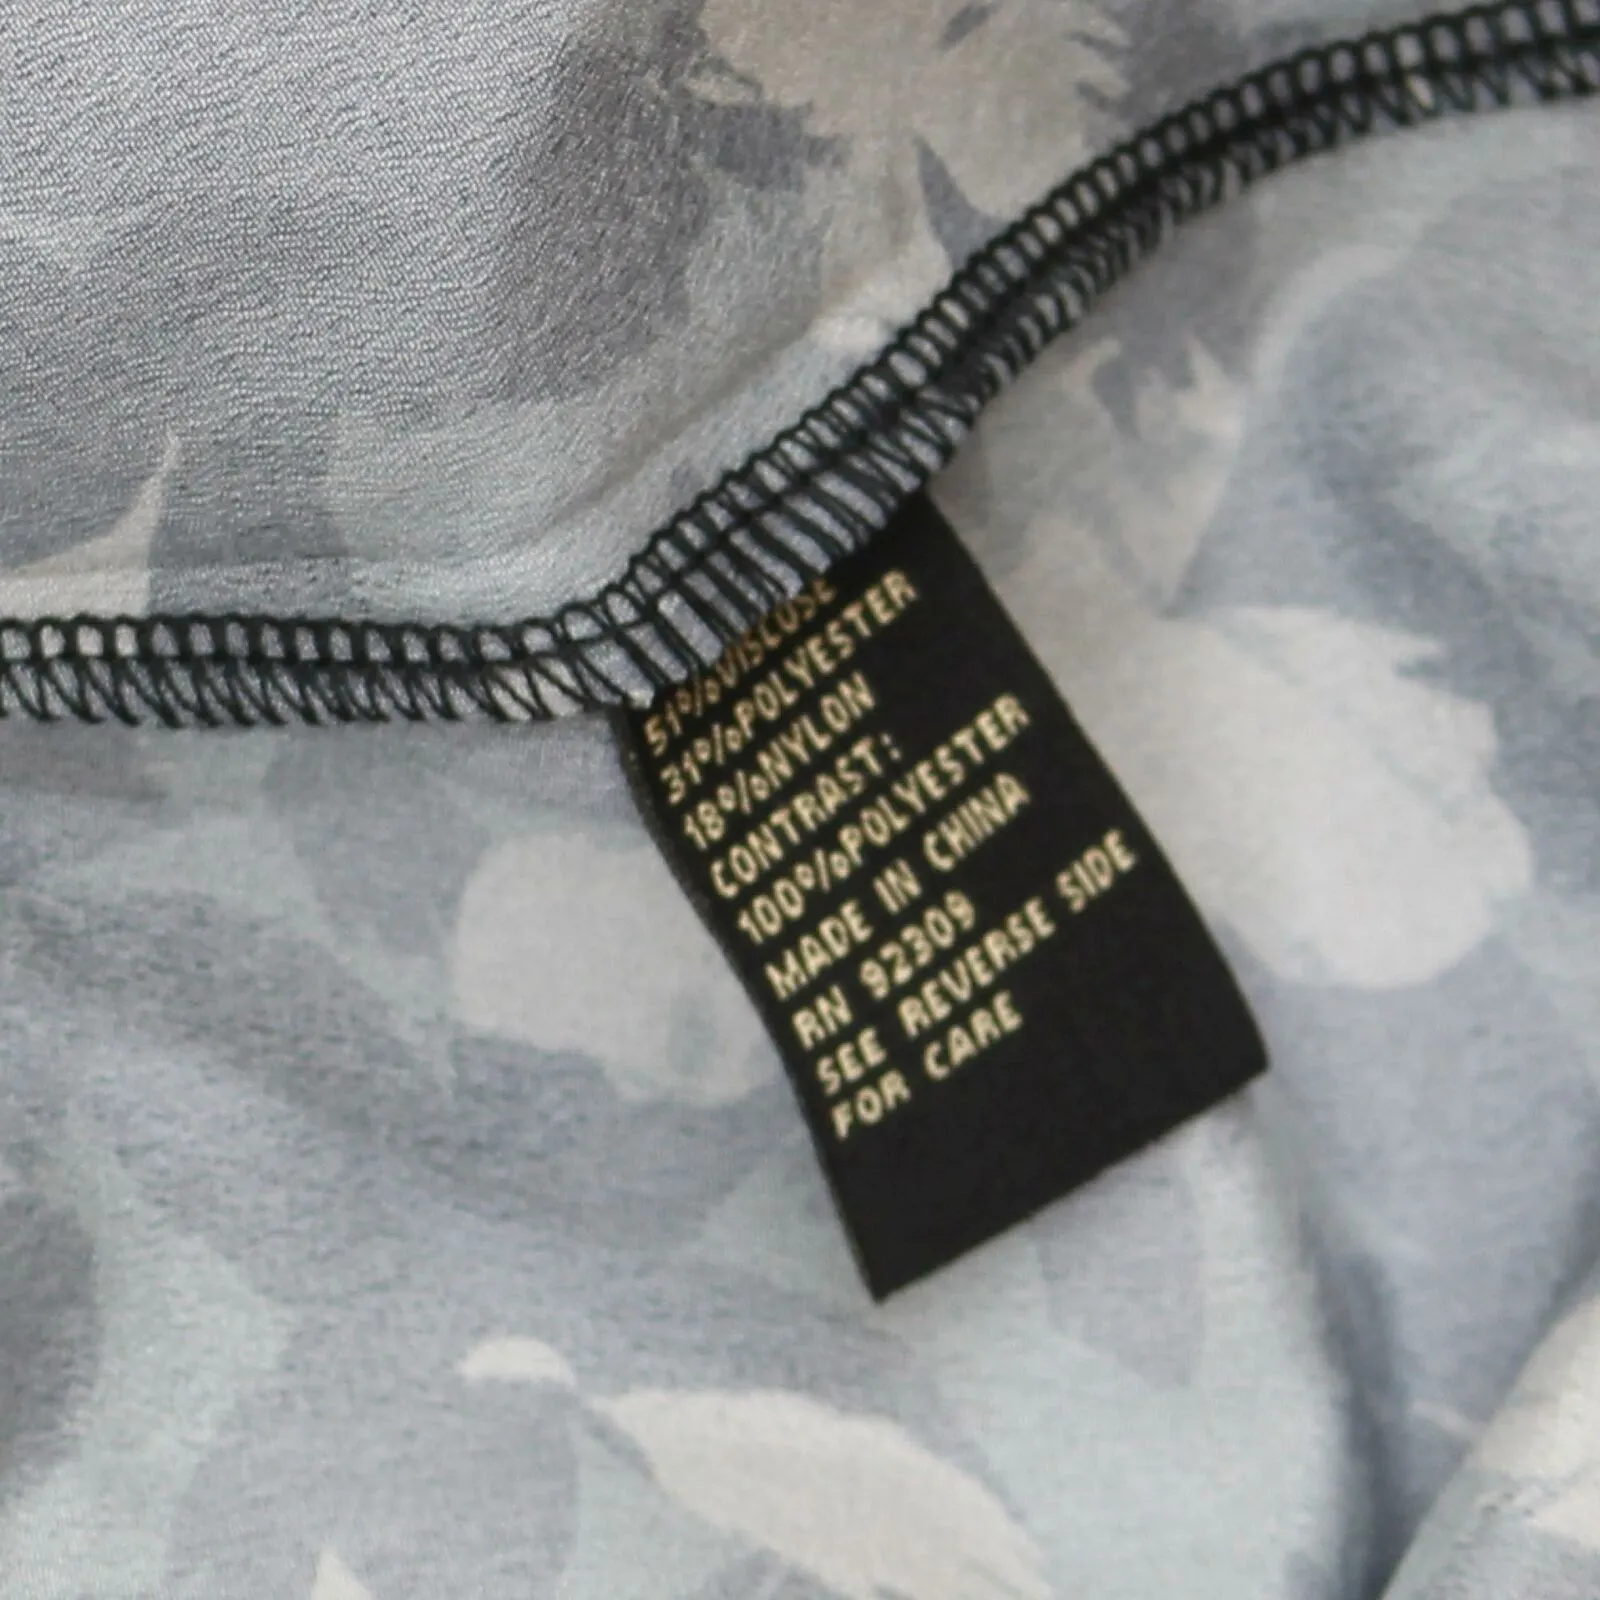 51%VISCOSE
31%POLYESTER
18%NYLON
CONTRAST:
100%POLYESTER
MADE IN CHINA
RN 92309
SEE REVERSE SIDE
FOR CARE